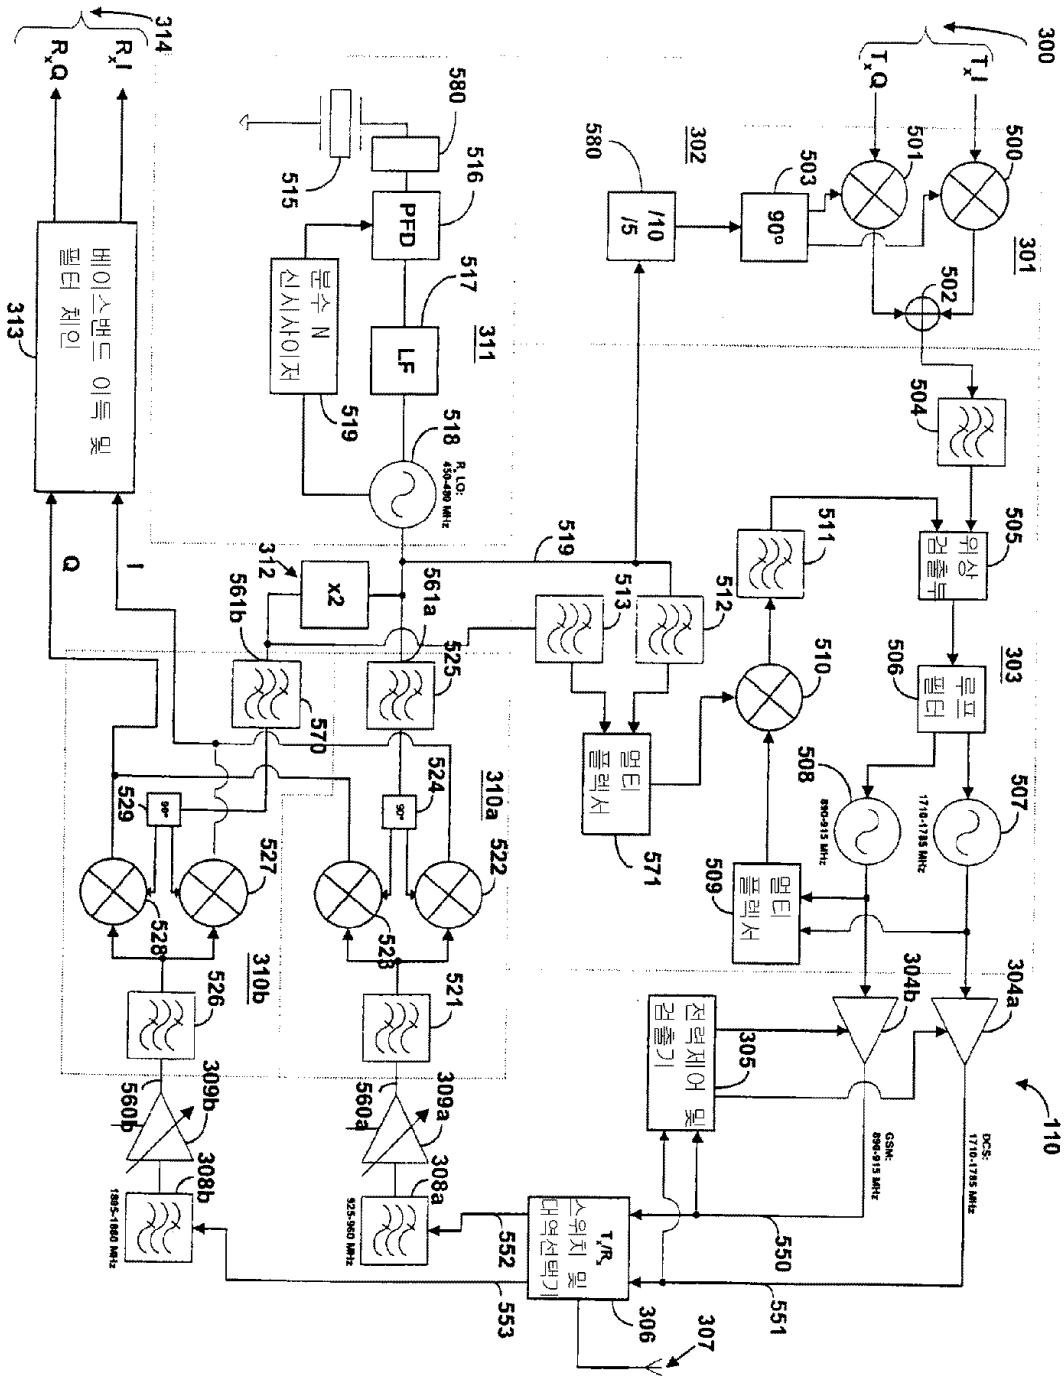 300
TxI
TxQ
500
501
301
502
503
90º
302
580
/10
/5
504
505
위상
검출부
303
506
루프
필터
507
1710-1785 MHz
508
890-915 MHz
509
멀티
플렉서
510
511
512
513
571
멀티
플렉서
519
304a
304b
110
305
전력제어 및
검출기
DCS:
1710-1785 MHz
GSM:
890-915 MHz
550
551
Tx/Rx
스위치 및
대역선택기
306
307
552
553
580
515
516
PFD
517
LF
311
518
Rx LO:
450-490 MHz
분수 N
신시사이저
519
312
x2
561a
561b
525
570
524
90º
310a
522
523
521
309a
560a
308a
925-960 MHz
529
90º
527
528
310b
526
309b
560b
308b
1805-1880 MHz
314
RxI
RxQ
베이스밴드 이득 및
필터 체인
313
I
Q